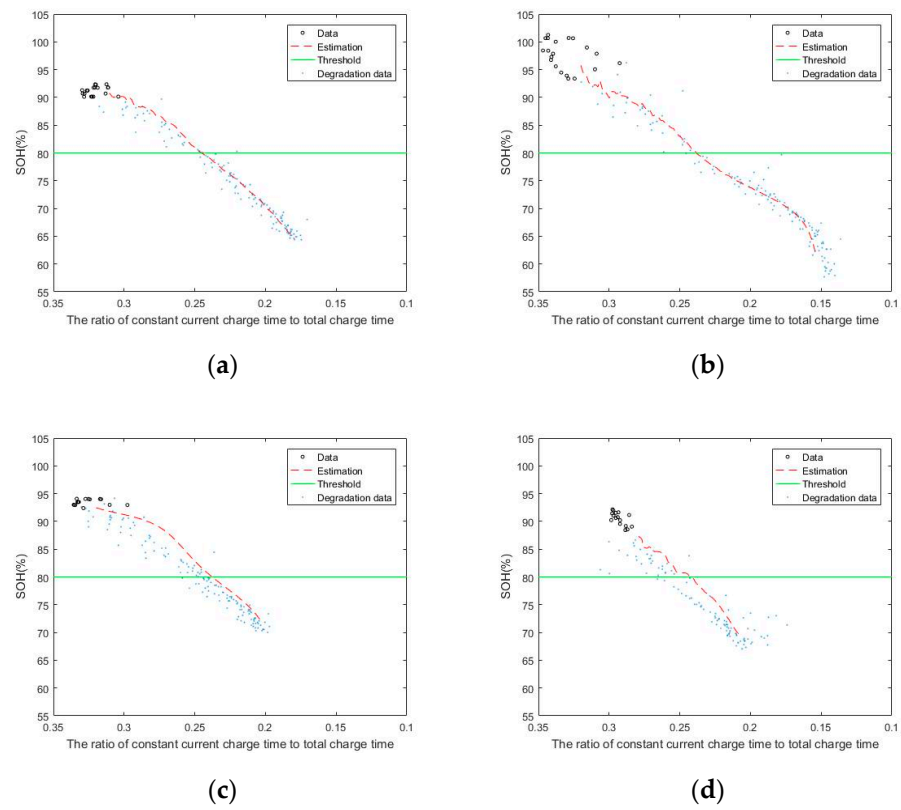 105
100
95
90
85
80
75
70
65
60
55
SOH(%)
Data
Estimation
Threshold
Degradation data
0.35
0.3
0.25
0.2
0.15
0.1
The ratio of constant current charge time to total charge time
(a)
105
100
95
90
85
80
75
70
65
60
55
SOH(%)
Data
Estimation
Threshold
Degradation data
0.35
0.3
0.25
0.2
0.15
0.1
The ratio of constant current charge time to total charge time
(b)
105
100
95
90
85
80
75
70
65
60
55
SOH(%)
Data
Estimation
Threshold
Degradation data
0.35
0.3
0.25
0.2
0.15
0.1
The ratio of constant current charge time to total charge time
(c)
105
100
95
90
85
80
75
70
65
60
55
SOH(%)
Data
Estimation
Threshold
Degradation data
0.35
0.3
0.25
0.2
0.15
0.1
The ratio of constant current charge time to total charge time
(d)